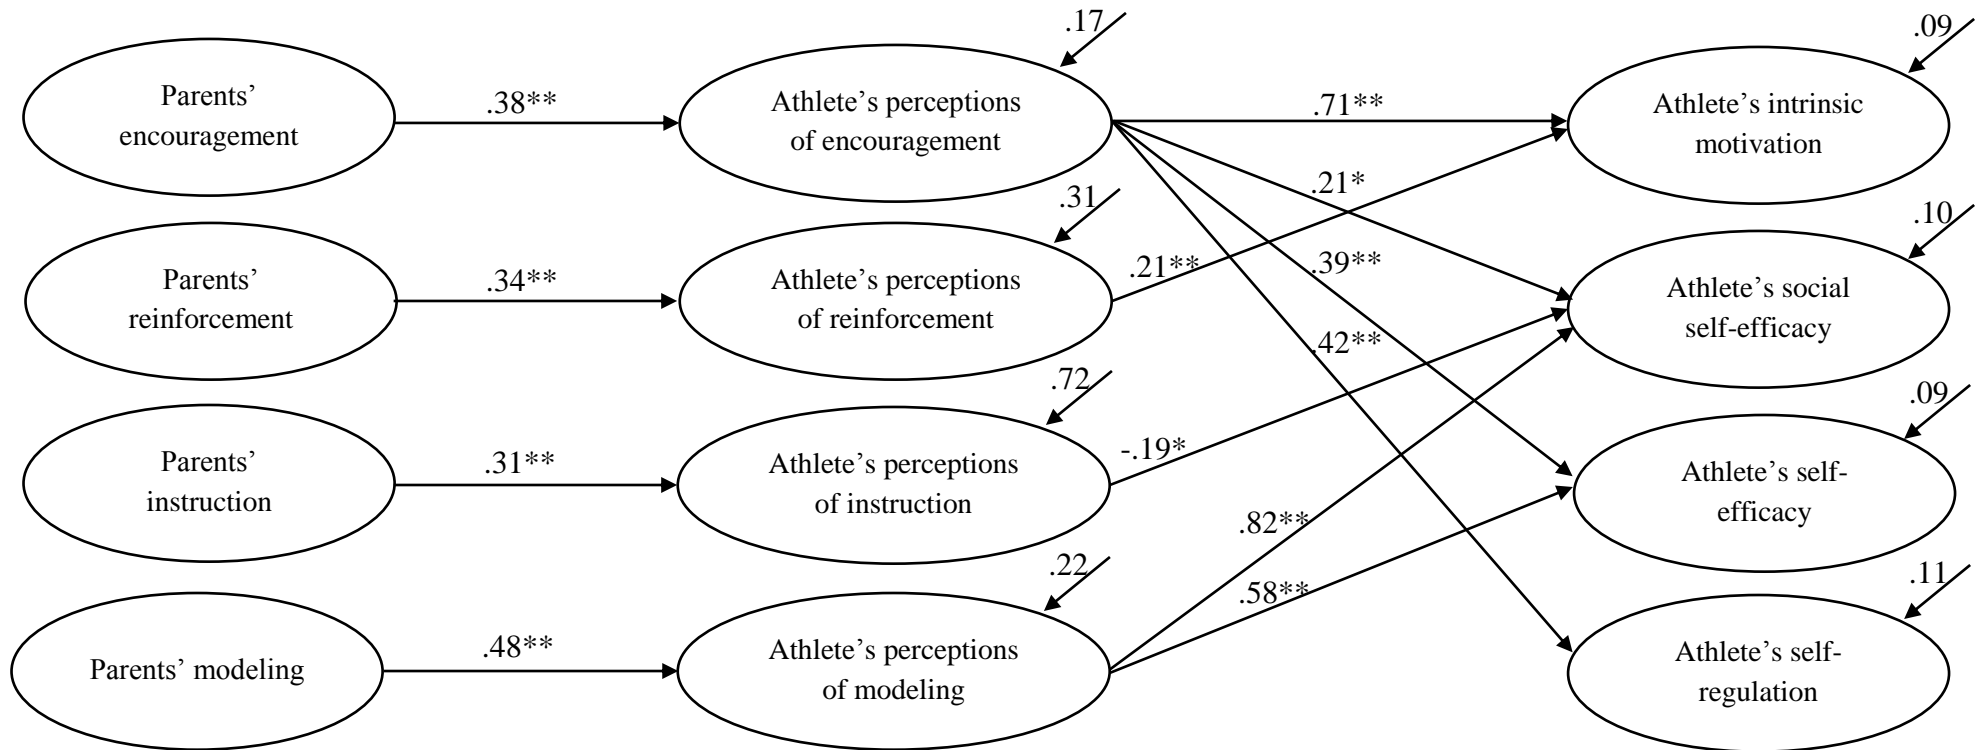 .17
.09
Parents’
encouragement
.38**
Athlete’s perceptions
of encouragement
.71**
Athlete’s intrinsic
motivation
.21*
.31
.10
Parents’
reinforcement
.34**
Athlete’s perceptions
of reinforcement
.21**
.39**
Athlete’s social
self-efficacy
.42**
.72
.09
Parents’
instruction
.31**
Athlete’s perceptions
of instruction
-.19*
Athlete’s self-
efficacy
.82**
.22
.58**
.11
Parents’ modeling
.48**
Athlete’s perceptions
of modeling
Athlete’s self-
regulation